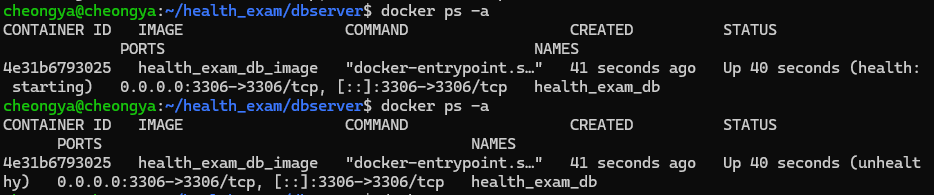 cheongya@cheongya:~/health_exam/dbserver$ docker ps -a
CONTAINER ID   IMAGE                  COMMAND                  CREATED          STATUS
              PORTS                                         NAMES
4e31b6793025   health_exam_db_image   "docker-entrypoint.s…"   41 seconds ago   Up 40 seconds (health:
 starting)   0.0.0.0:3306->3306/tcp, [::]:3306->3306/tcp   health_exam_db
cheongya@cheongya:~/health_exam/dbserver$ docker ps -a
CONTAINER ID   IMAGE                  COMMAND                  CREATED          STATUS
       PORTS                                         NAMES
4e31b6793025   health_exam_db_image   "docker-entrypoint.s…"   41 seconds ago   Up 40 seconds (unhealt
hy)   0.0.0.0:3306->3306/tcp, [::]:3306->3306/tcp   health_exam_db